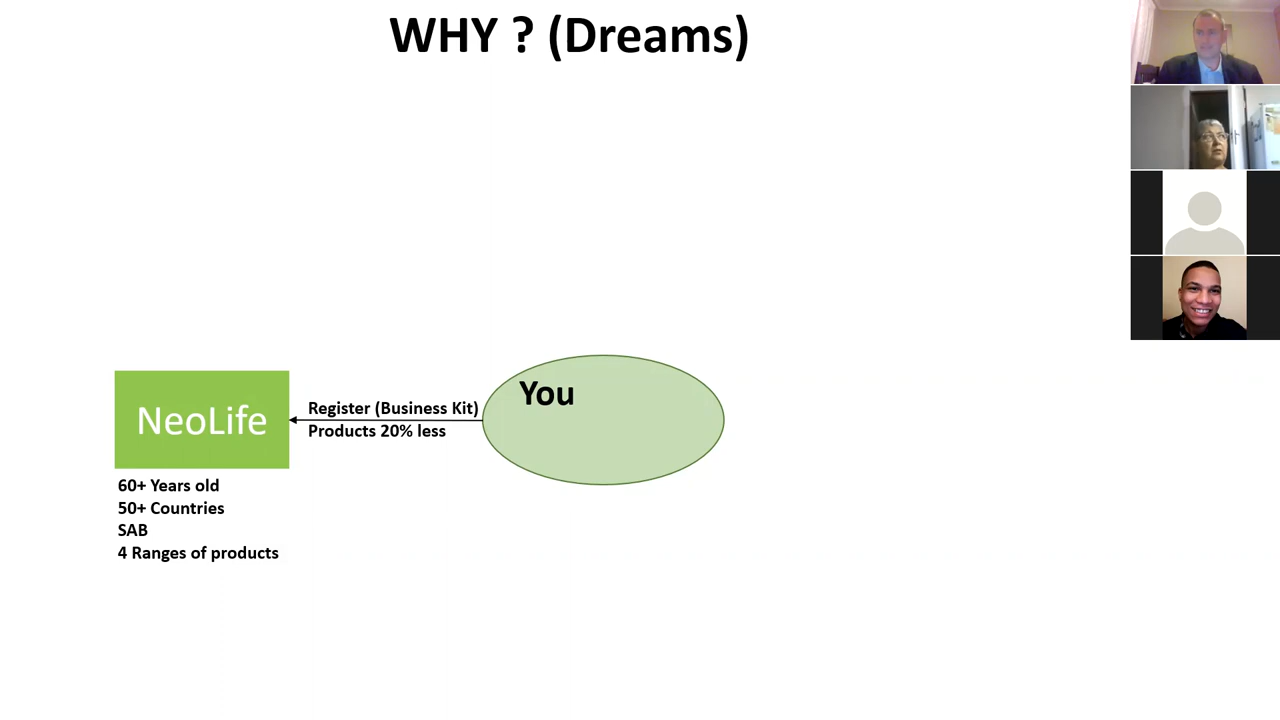 WHY ? (Dreams)
You
NeoLife
Register (Business Kit)
Products 20% less
60+ Years old
50+ Countries
SAB
4 Ranges of products